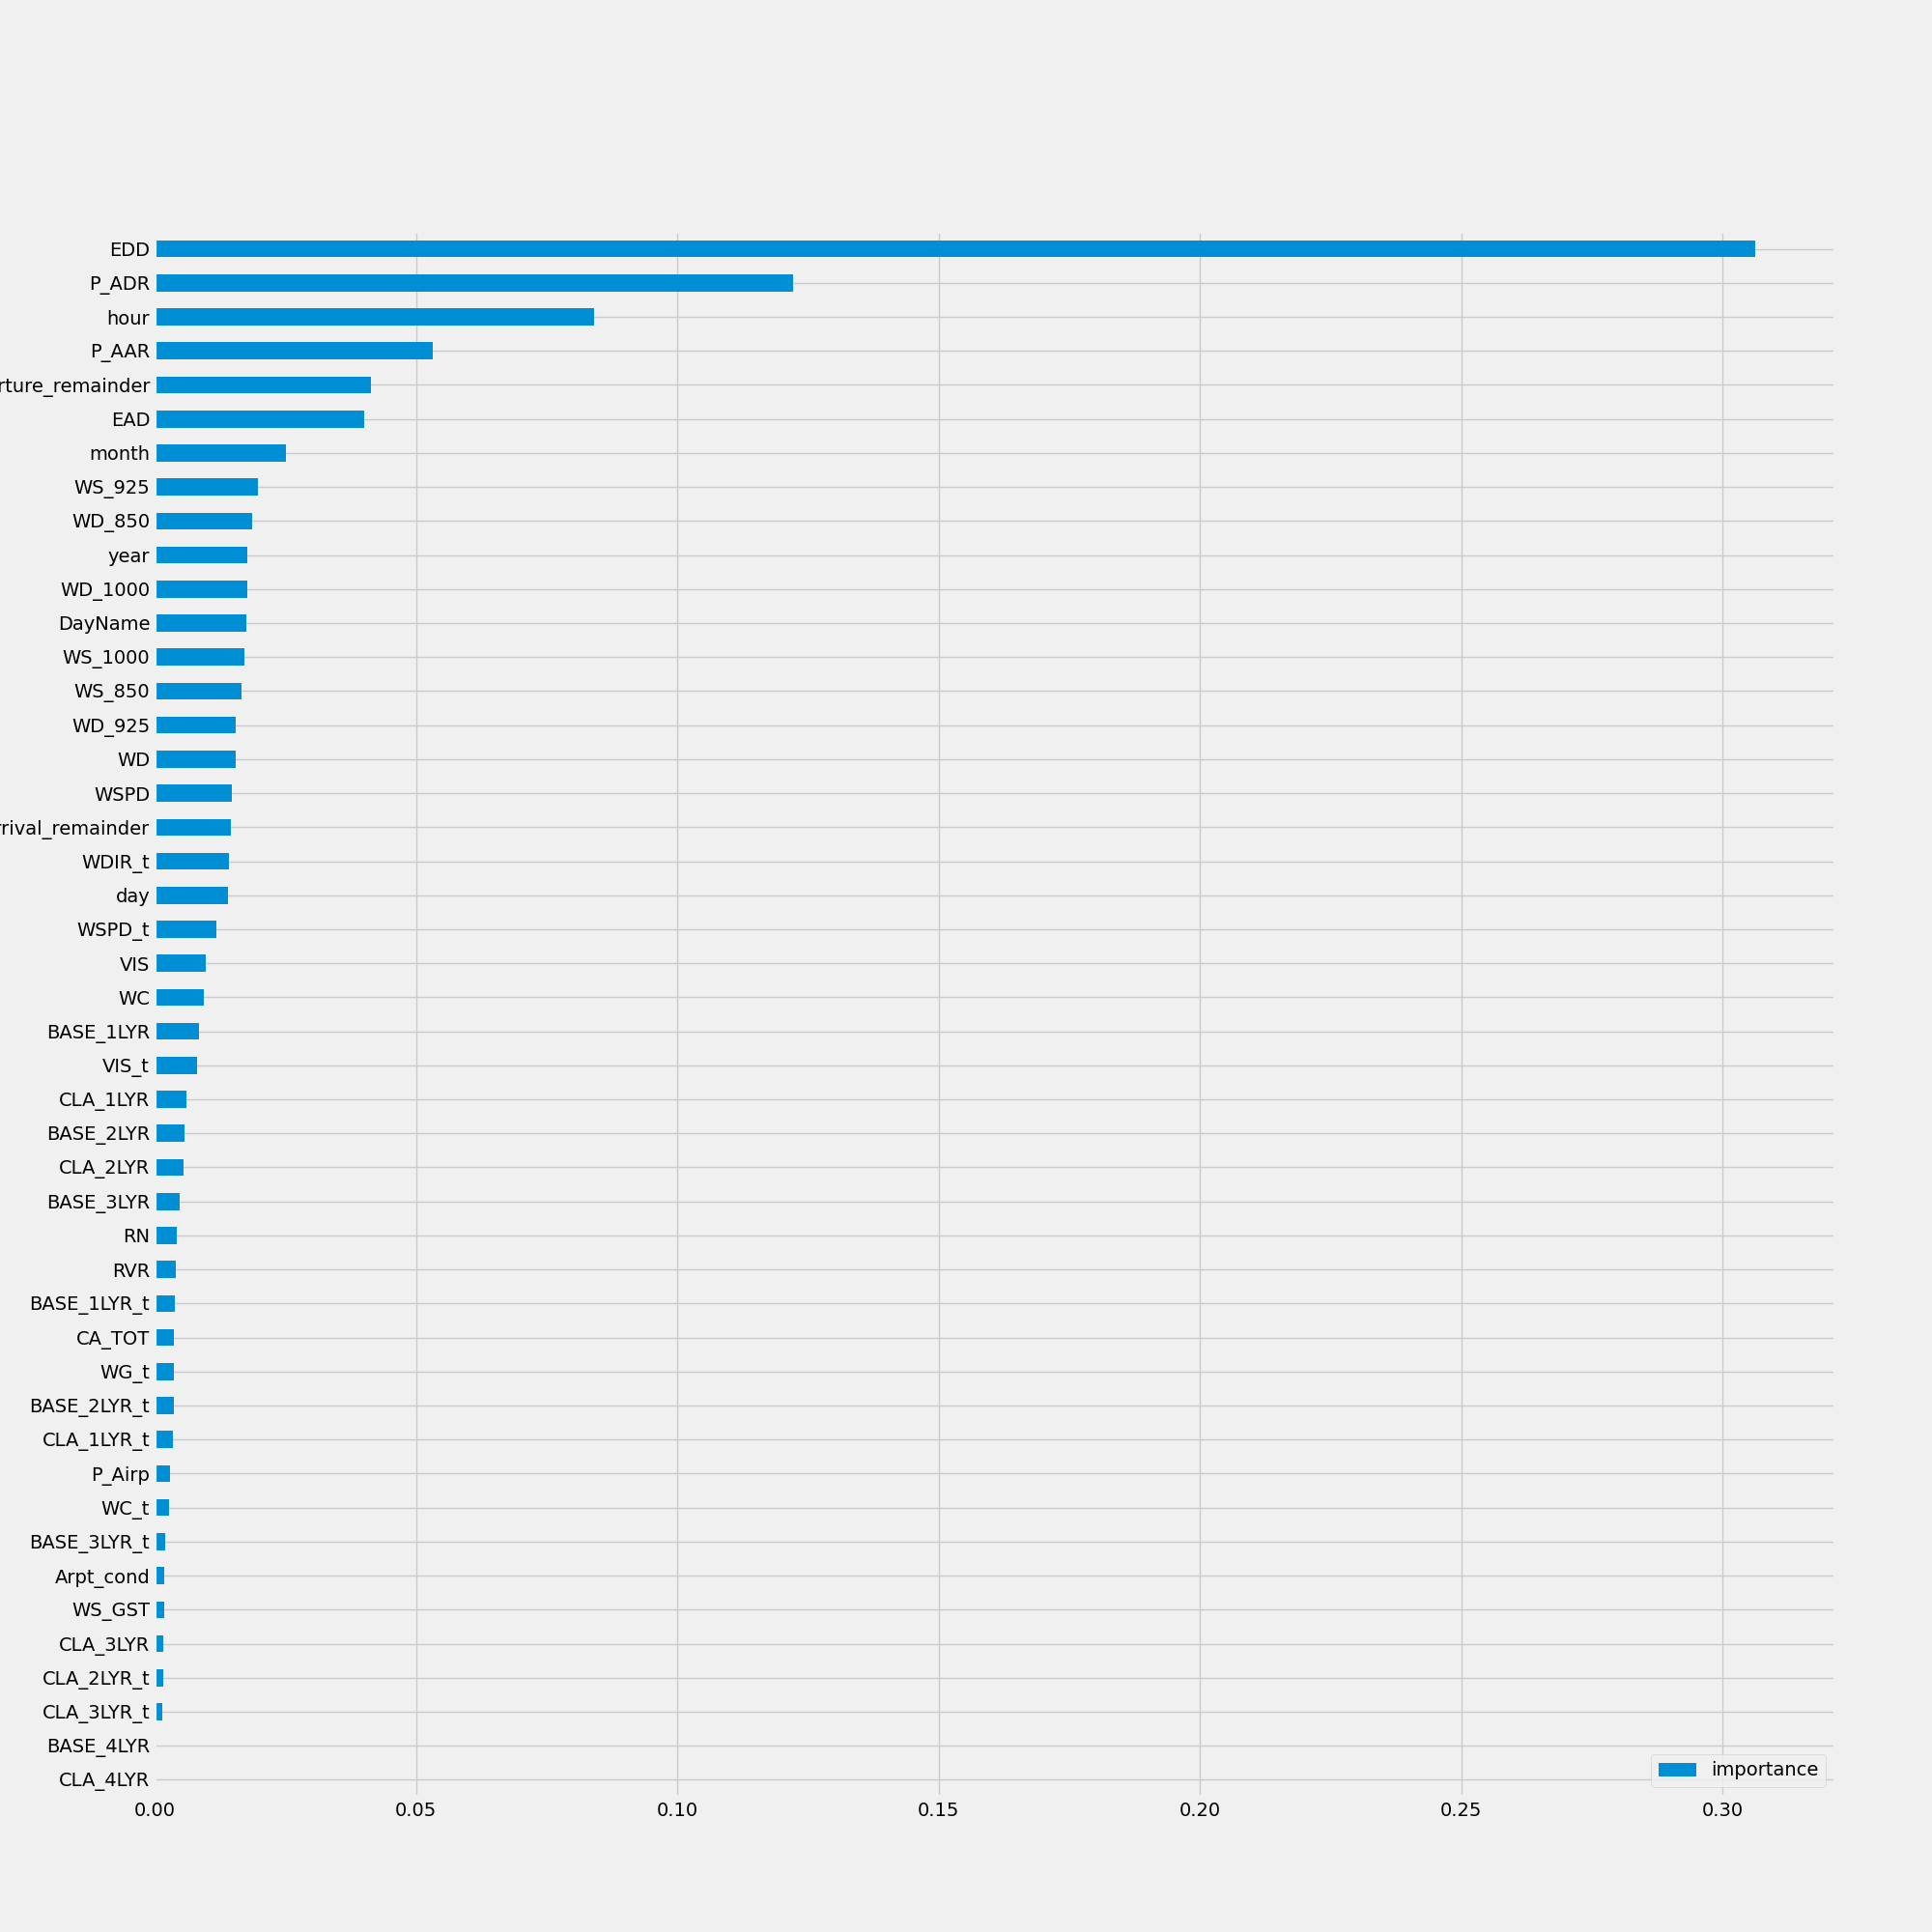 EDD
P_ADR
hour
P_AAR
rture_remainder
EAD
month
WS_925
WD_850
year
WD_1000
DayName
WS_1000
WS_850
WD_925
WD
WSPD
rrival_remainder
WDIR_t
day
WSPD_t
VIS
WC
BASE_1LYR
VIS_t
CLA_1LYR
BASE_2LYR
CLA_2LYR
BASE_3LYR
RN
RVR
BASE_1LYR_t
CA_TOT
WG_t
BASE_2LYR_t
CLA_1LYR_t
P_Airp
WC_t
BASE_3LYR_t
Arpt_cond
WS_GST
CLA_3LYR
CLA_2LYR_t
CLA_3LYR_t
BASE_4LYR
CLA_4LYR
importance
0.00 0.05 0.10 0.15 0.20 0.25 0.30